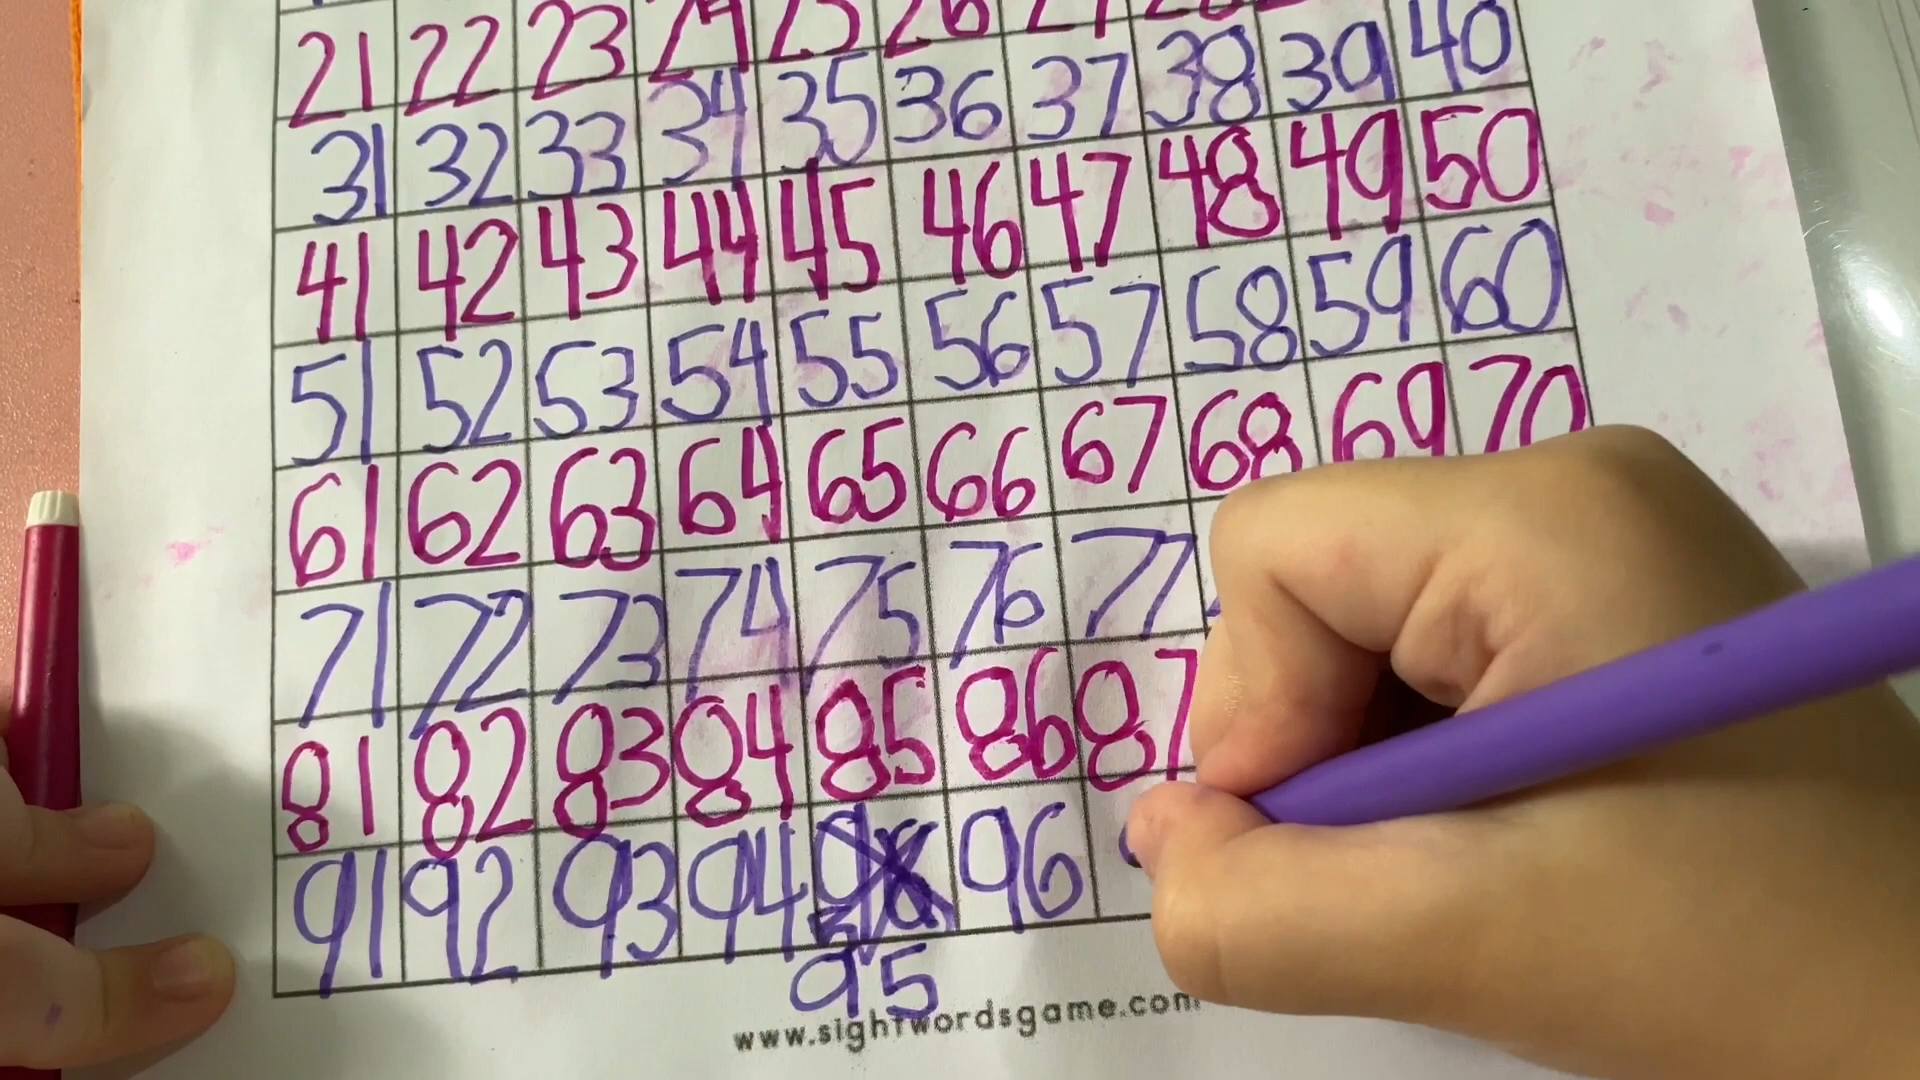 21 22 23 24 25 26 27 28
31 32 33 34 35 36 37 38 39 40
41 42 43 44 45 46 47 48 49 50
51 52 53 54 55 56 57 58 59 60
61 62 63 64 65 66 67 68 69 70
71 72 73 74 75 76 77
81 82 83 84 85 86 87
91 92 93 94 96
95
www.sightwordsgame.com